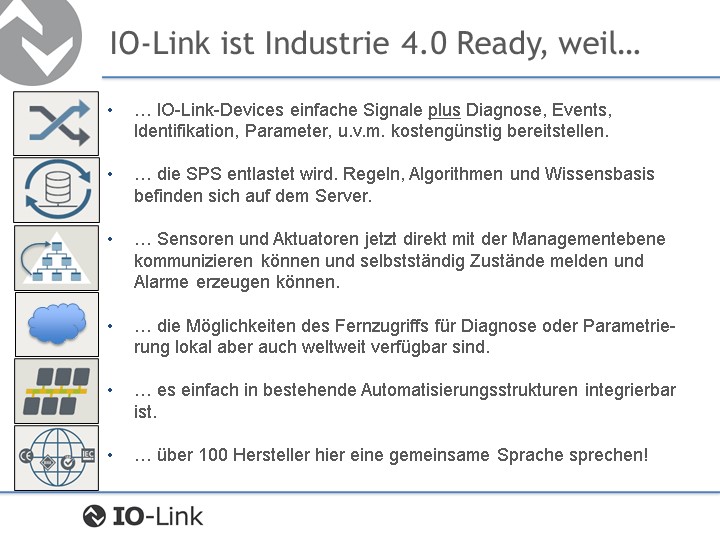 IO-Link ist Industrie 4.0 Ready, weil…
• … IO-Link-Devices einfache Signale plus Diagnose, Events,
Identifikation, Parameter, u.v.m. kostengünstig bereitstellen.
• … die SPS entlastet wird. Regeln, Algorithmen und Wissensbasis
befinden sich auf dem Server.
• … Sensoren und Aktuatoren jetzt direkt mit der Managementebene
kommunizieren können und selbstständig Zustände melden und
Alarme erzeugen können.
• … die Möglichkeiten des Fernzugriffs für Diagnose oder Parametrie-
rung lokal aber auch weltweit verfügbar sind.
• … es einfach in bestehende Automatisierungsstrukturen integrierbar
ist.
• … über 100 Hersteller hier eine gemeinsame Sprache sprechen!
CE IEC
IO-Link